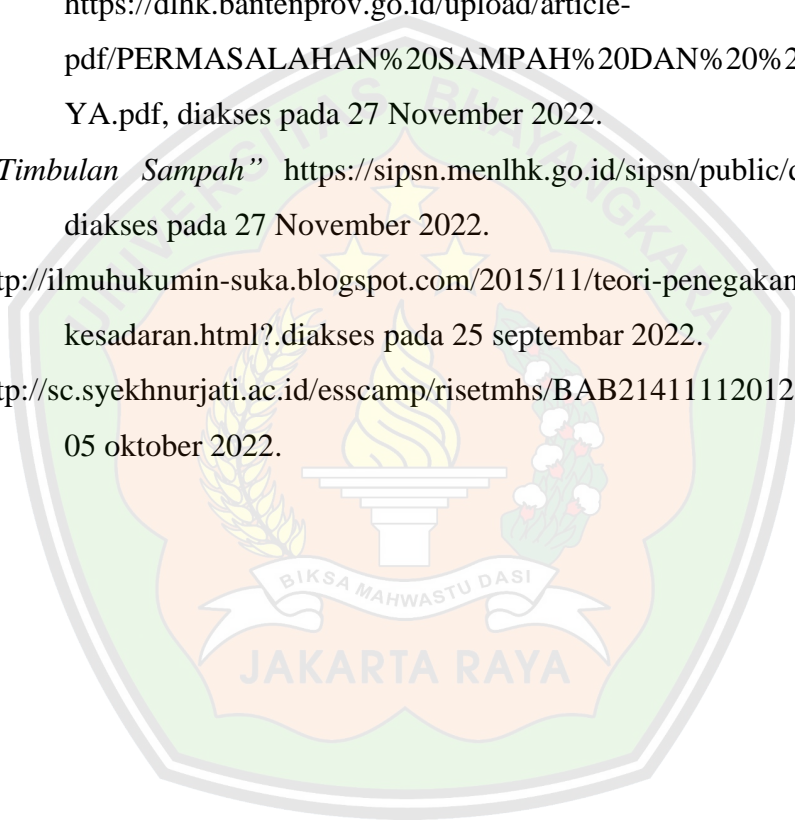 https://dlhk.bantenprov.go.id/upload/article-
pdf/PERMASALAHAN%20SAMPAH%20DAN%20%2
YA.pdf, diakses pada 27 November 2022.
Timbulan Sampah” https://sipsn.menlhk.go.id/sipsn/public/
diakses pada 27 November 2022.
tp://ilmuhukumin-suka.blogspot.com/2015/11/teori-penegakan
kesadaran.html?.diakses pada 25 septembar 2022.
tp://sc.syekhnurjati.ac.id/esscamp/risetmhs/BAB21411112012
05 oktober 2022.
UNIVERSITAS BHAYANGKARA
BIKSA MAHWASTU DASI
JAKARTA RAYA